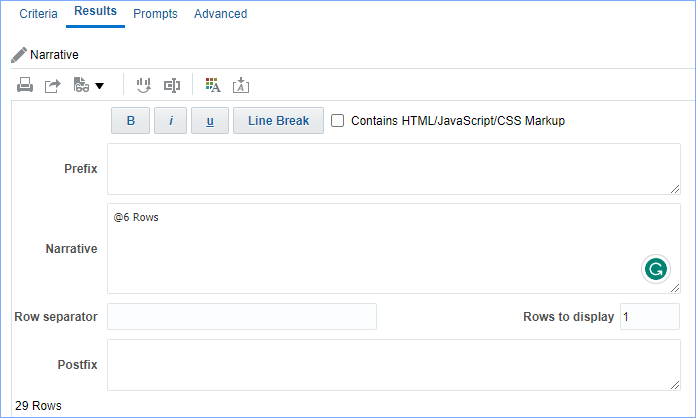 Criteria Results Prompts Advanced
Narrative
B i u Line Break Contains HTML/JavaScript/CSS Markup
Prefix
@6 Rows
Narrative
Row separator Rows to display 1
Postfix
29 Rows